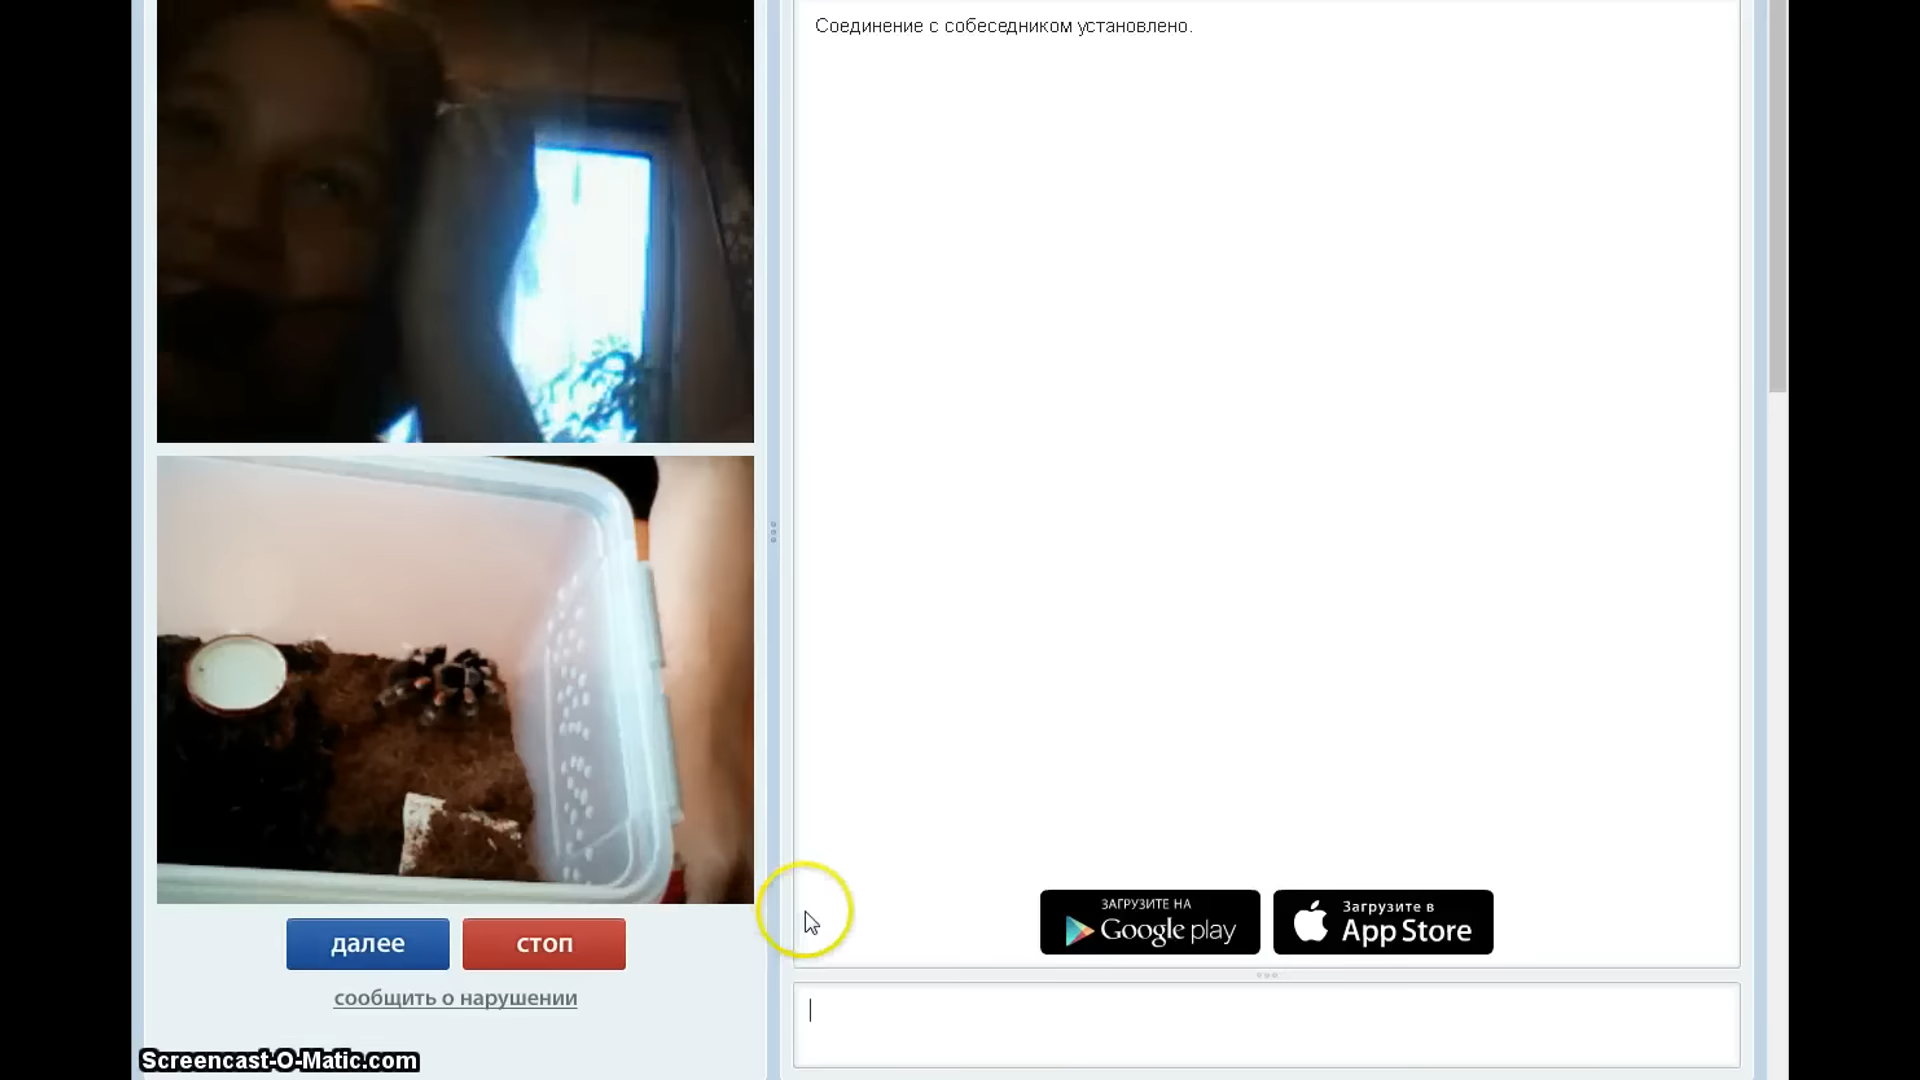 Соединение с собеседником установлено.
ЗАГРУЗИТЕ НА
Google play
Загрузите в
App Store
далее
стоп
сообщить о нарушении
Screencast-O-Matic.com